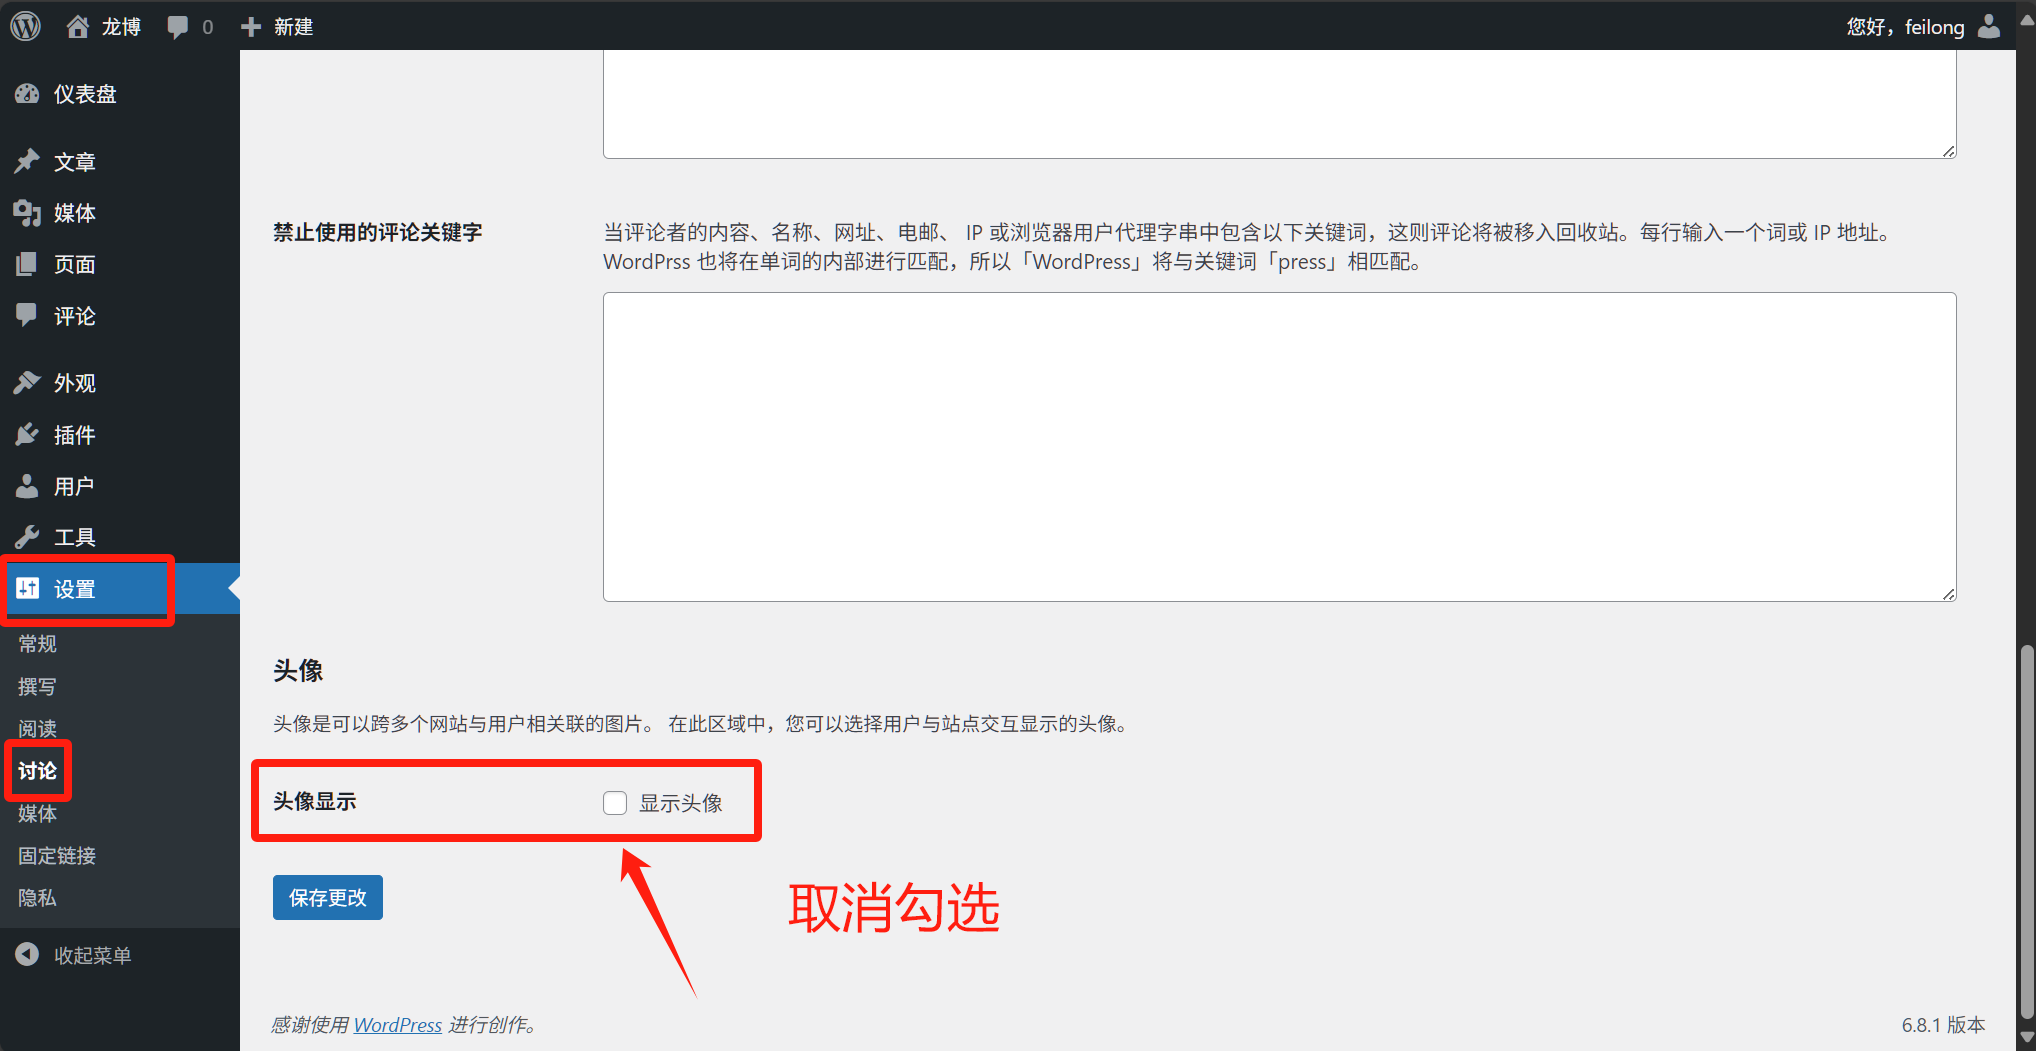 龙博
0
新建
您好，feilong
仪表盘
文章
媒体
页面
评论
外观
插件
用户
工具
设置
常规
撰写
阅读
讨论
媒体
固定链接
隐私
收起菜单
禁止使用的评论关键字
当评论者的内容、名称、网址、电邮、 IP 或浏览器用户代理字串中包含以下关键词，这则评论将被移入回收站。每行输入一个词或 IP 地址。
WordPrss 也将在单词的内部进行匹配，所以「WordPress」将与关键词「press」相匹配。
头像
头像是可以跨多个网站与用户相关联的图片。 在此区域中，您可以选择用户与站点交互显示的头像。
头像显示
显示头像
保存更改
取消勾选
感谢使用 WordPress 进行创作。
6.8.1 版本